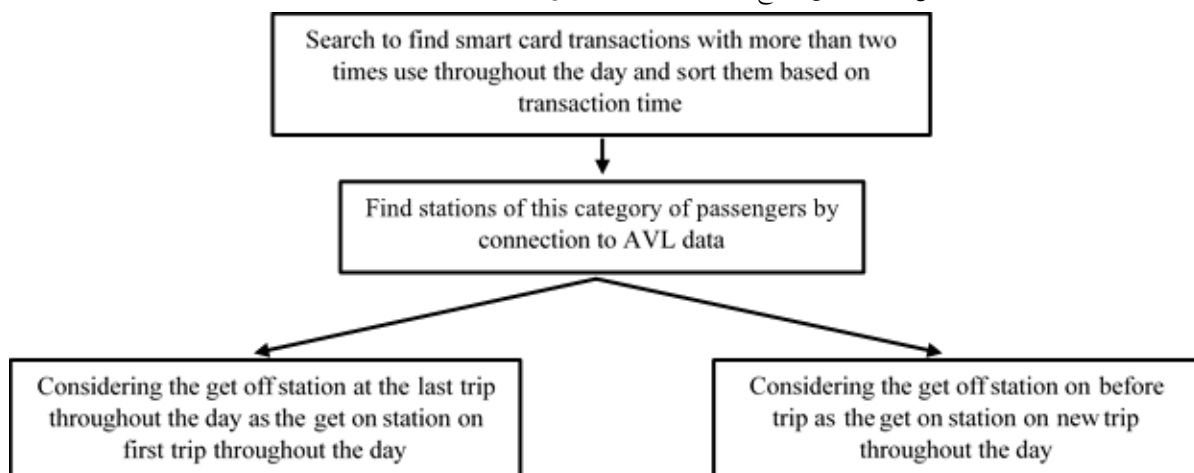 Search to find smart card transactions with more than two
times use throughout the day and sort them based on
transaction time
Find stations of this category of passengers by
connection to AVL data
Considering the get off station at the last trip
throughout the day as the get on station on
first trip throughout the day
Considering the get off station on before
trip as the get on station on new trip
throughout the day